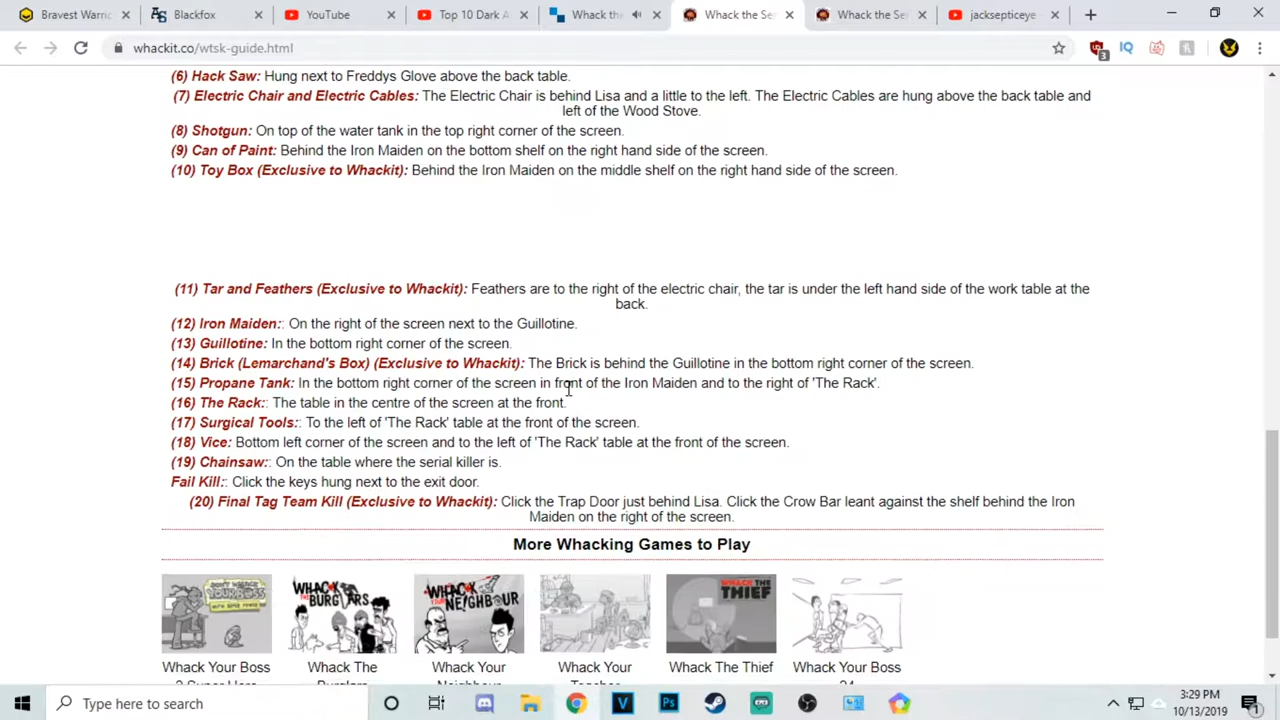 Bravest Warric
Blackfox
YouTube
Top 10 Dark A
Whack the
Whack the Se
Whack the Se
jacksepticeye -
whackit.co/wtsk-guide.html
3
(6) Hack Saw: Hung next to Freddys Glove above the back table.
(7) Electric Chair and Electric Cables: The Electric Chair is behind Lisa and a little to the left. The Electric Cables are hung above the back table and
left of the Wood Stove.
(8) Shotgun: On top of the water tank in the top right corner of the screen.
(9) Can of Paint: Behind the Iron Maiden on the bottom shelf on the right hand side of the screen.
(10) Toy Box (Exclusive to Whackit): Behind the Iron Maiden on the middle shelf on the right hand side of the screen.
(11) Tar and Feathers (Exclusive to Whackit): Feathers are to the right of the electric chair, the tar is under the left hand side of the work table at the
back.
(12) Iron Maiden:: On the right of the screen next to the Guillotine.
(13) Guillotine: In the bottom right corner of the screen.
(14) Brick (Lemarchand's Box) (Exclusive to Whackit): The Brick is behind the Guillotine in the bottom right corner of the screen.
(15) Propane Tank: In the bottom right corner of the screen in front of the Iron Maiden and to the right of 'The Rack'.
(16) The Rack:: The table in the centre of the screen at the front.
(17) Surgical Tools:: To the left of 'The Rack' table at the front of the screen.
(18) Vice: Bottom left corner of the screen and to the left of 'The Rack' table at the front of the screen.
(19) Chainsaw:: On the table where the serial killer is.
Fail Kill:: Click the keys hung next to the exit door.
(20) Final Tag Team Kill (Exclusive to Whackit): Click the Trap Door just behind Lisa. Click the Crow Bar leant against the shelf behind the Iron
Maiden on the right of the screen.
More Whacking Games to Play
WHACK THE BURGLARS
WHACK YOUR NEIGHBOUR
WHACK THE THIEF
Whack Your Boss
Whack The
Whack Your
Whack Your
Whack The Thief
Whack Your Boss
Type here to search
3:29 PM
10/13/2019